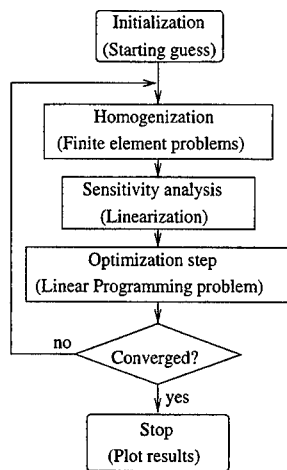 Initialization
(Starting guess)
Homogenization
(Finite element problems)
Sensitivity analysis
(Linearization)
Optimization step
(Linear Programming problem)
no
Converged?
yes
Stop
(Plot results)